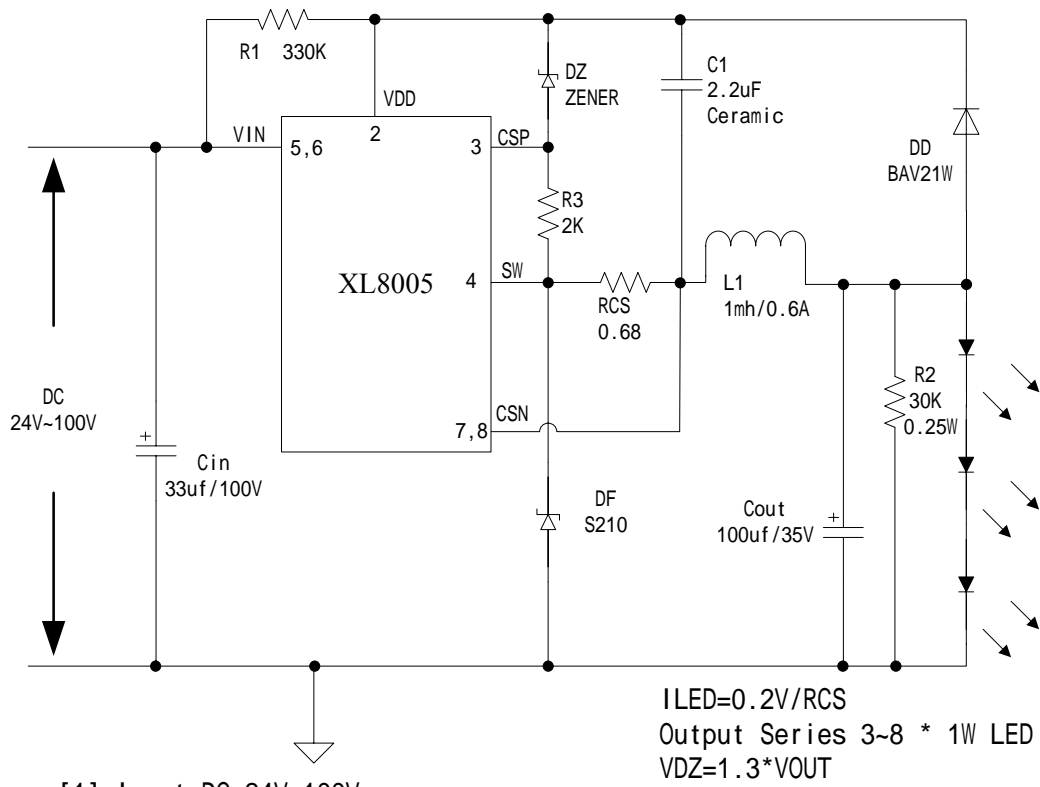 R1 330K
VDD
DZ
ZENER
C1
2.2uF
Ceramic
VIN
5,6
2
3
CSP
DD
BAV21W
R3
2K
XL8005
4
SW
RCS
0.68
L1
1mh/0.6A
DC
24V~100V
CSN
7,8
R2
30K
0.25W
+
Cin
33uf/100V
DF
S210
+
Cout
100uf/35V
ILED=0.2V/RCS
Output Series 3~8 * 1W LED
VDZ=1.3*VOUT